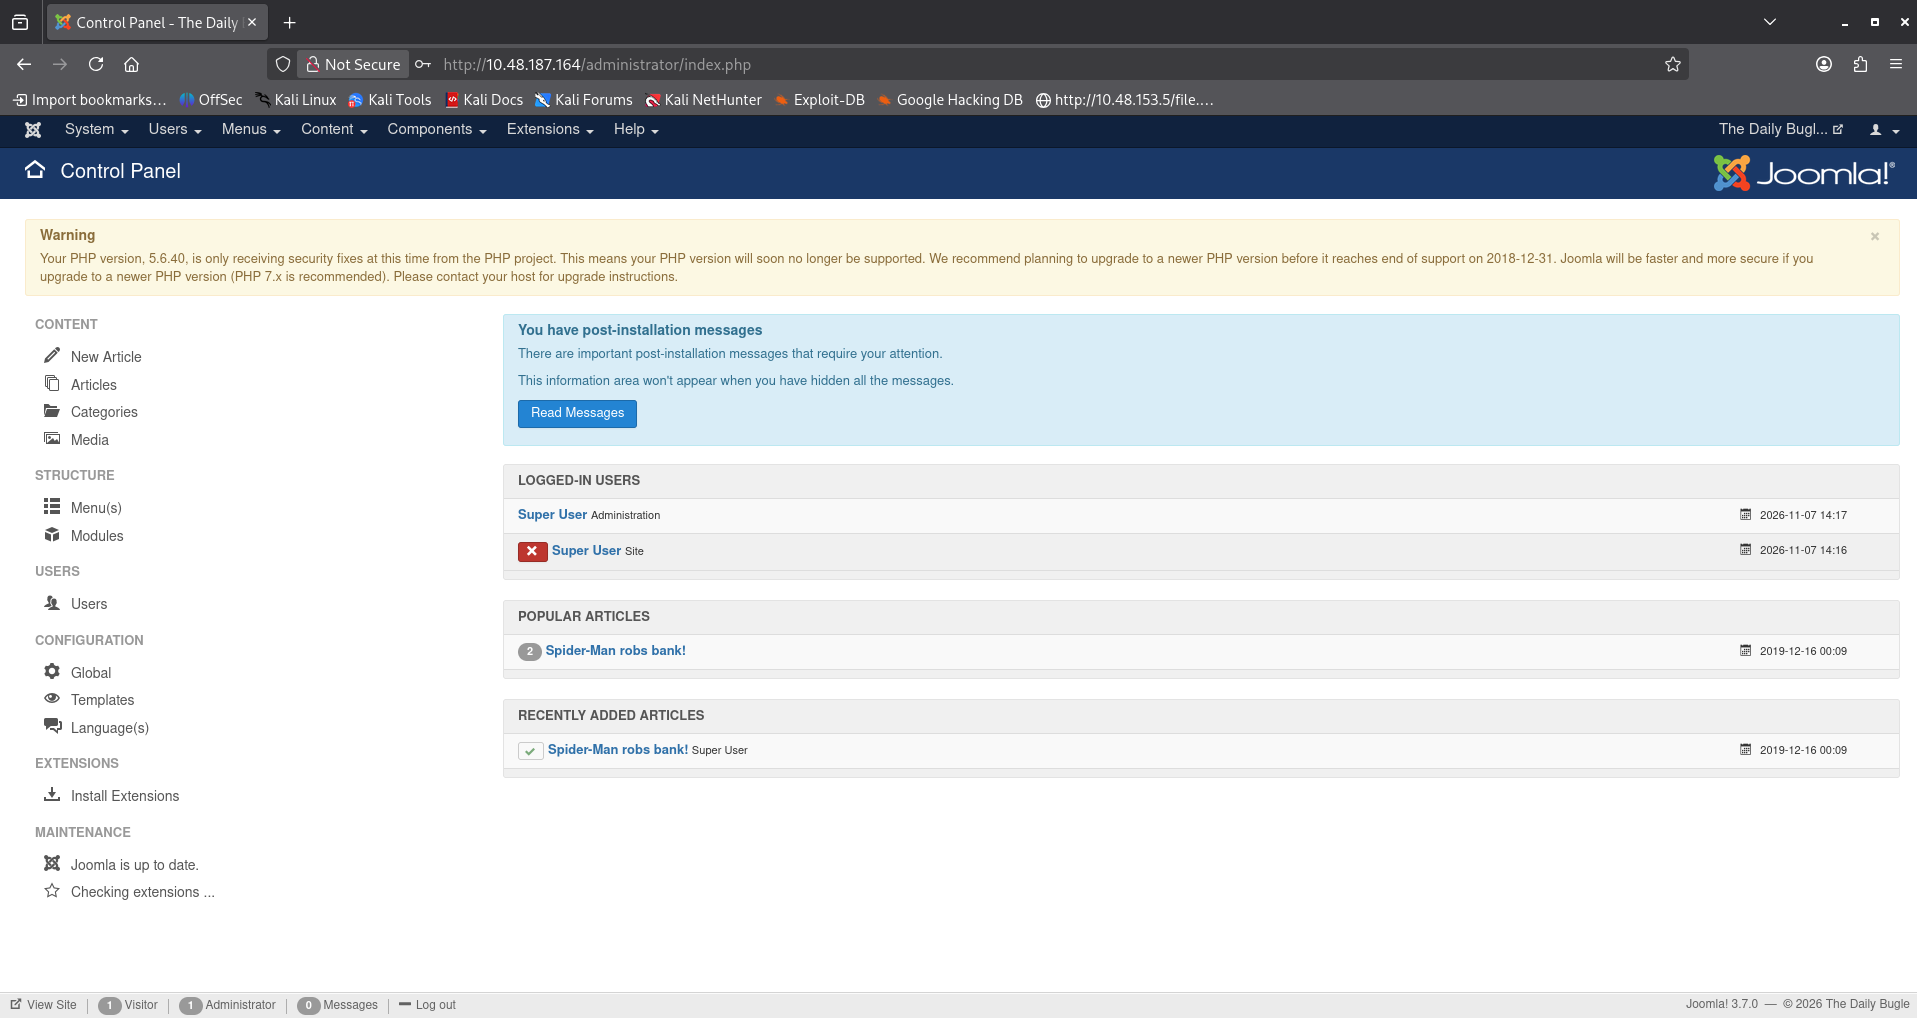 Control Panel - The Daily
Not Secure
http://10.48.187.164/administrator/index.php
Import bookmarks… OffSec Kali Linux Kali Tools Kali Docs Kali Forums Kali NetHunter Exploit-DB Google Hacking DB http://10.48.153.5/file.…
System Users Menus Content Components Extensions Help The Daily Bugl...
Control Panel
Joomla!®
Warning
Your PHP version, 5.6.40, is only receiving security fixes at this time from the PHP project. This means your PHP version will soon no longer be supported. We recommend planning to upgrade to a newer PHP version before it reaches end of support on 2018-12-31. Joomla will be faster and more secure if you
upgrade to a newer PHP version (PHP 7.x is recommended). Please contact your host for upgrade instructions.
CONTENT
New Article
Articles
Categories
Media
STRUCTURE
Menu(s)
Modules
USERS
Users
CONFIGURATION
Global
Templates
Language(s)
EXTENSIONS
Install Extensions
MAINTENANCE
Joomla is up to date.
Checking extensions ...
You have post-installation messages
There are important post-installation messages that require your attention.
This information area won't appear when you have hidden all the messages.
Read Messages
LOGGED-IN USERS
Super User Administration 2026-11-07 14:17
Super User Site 2026-11-07 14:16
POPULAR ARTICLES
2 Spider-Man robs bank! 2019-12-16 00:09
RECENTLY ADDED ARTICLES
Spider-Man robs bank! Super User 2019-12-16 00:09
View Site 1 Visitor 1 Administrator 0 Messages Log out Joomla! 3.7.0 — © 2026 The Daily Bugle